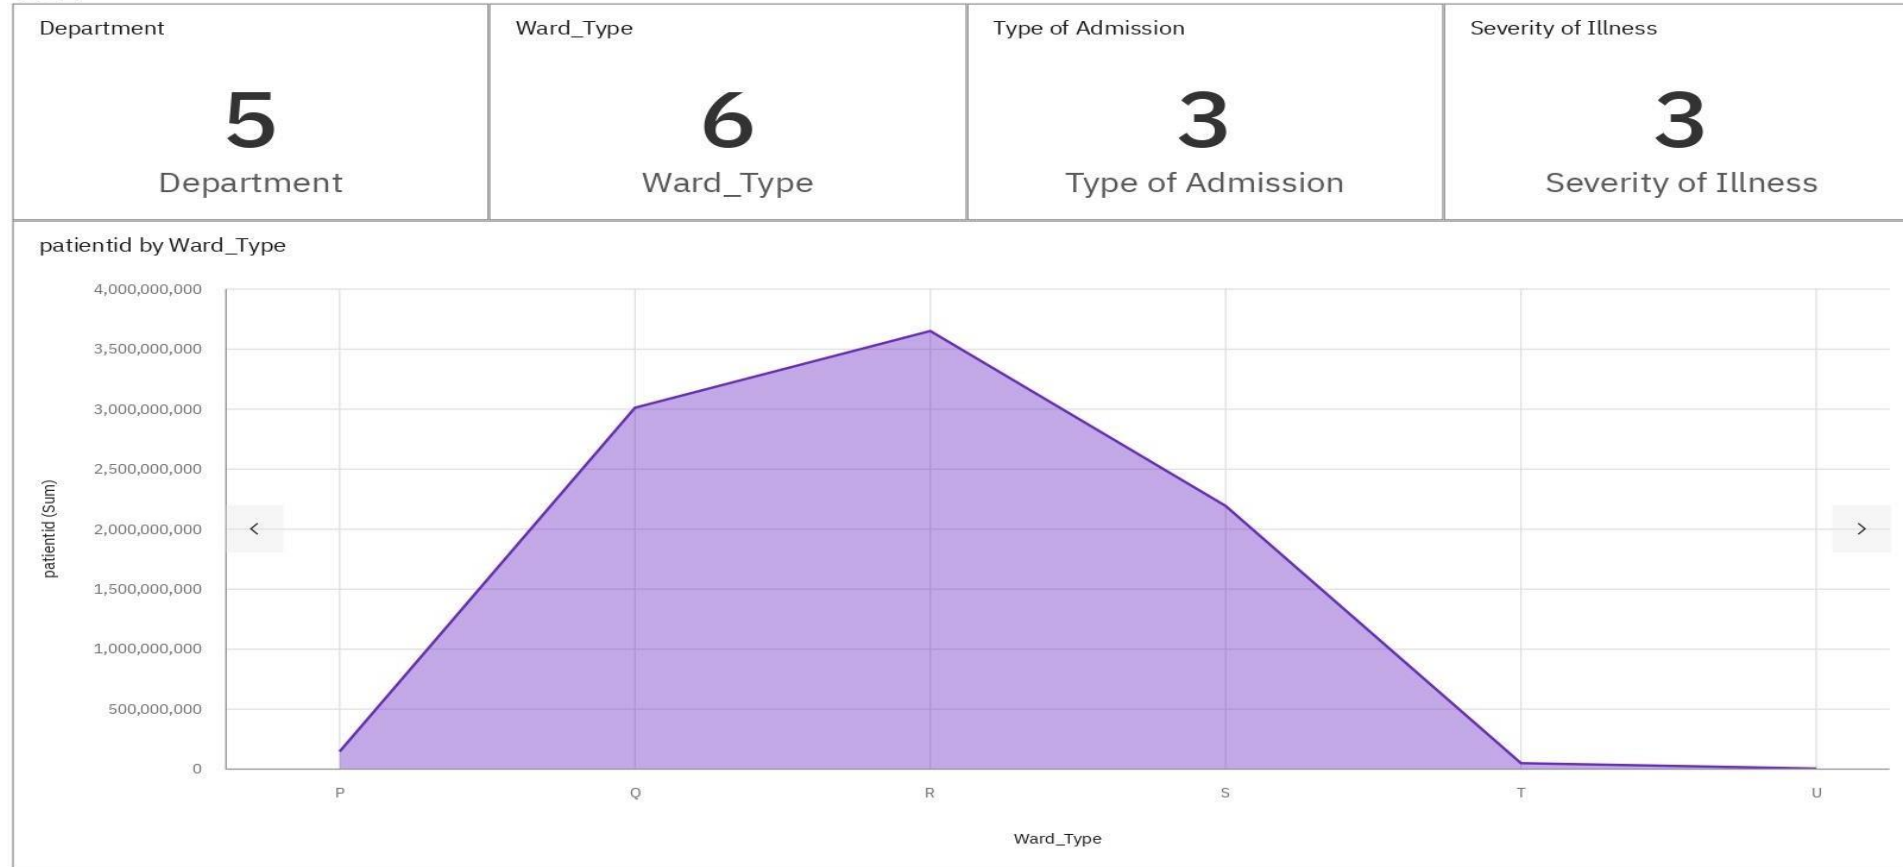 Department
Ward_Type
Type of Admission
Severity of Illness
5
6
3
3
Department
Ward_Type
Type of Admission
Severity of Illness
patientid by Ward_Type
4,000,000,000
3,500,000,000
3,000,000,000
2,500,000,000
2,000,000,000
1,500,000,000
1,000,000,000
500,000,000
0
patientid (Sum)
P
Q
R
S
T
U
Ward_Type